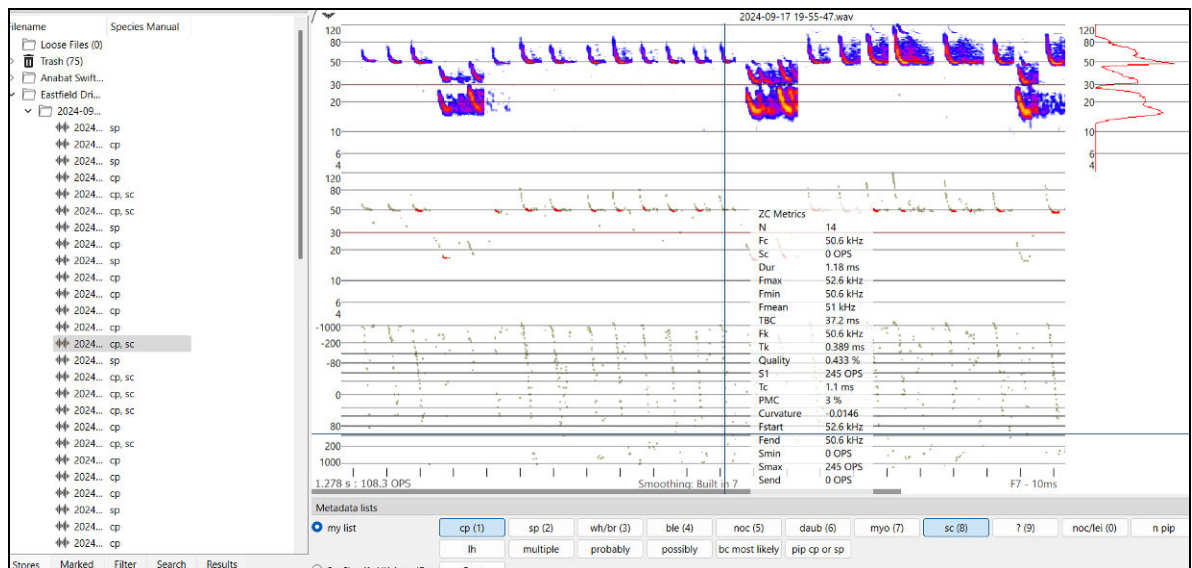 2024-09-17 19-55-47.wav
Filename Species Manual
Loose Files (0)
Trash (75)
Anabat Swift...
Eastfield Dri...
2024-09...
2024... sp
2024... cp
2024... sp
2024... cp
2024... cp, sc
2024... cp, sc
2024... sp
2024... cp
2024... sp
2024... cp
2024... cp
2024... cp
2024... cp
2024... cp, sc
2024... sp
2024... cp, sc
2024... cp, sc
2024... cp, sc
2024... cp
2024... cp, sc
2024... cp
2024... cp
2024... sp
2024... cp
2024... sp
2024... cp
Stores Marked Filter Search Results
120
80
50
30
20
10
6
4
120
80
50
30
20
10
6
4
120
80
50
30
20
10
6
4
-1000
-200
-80
0
80
200
1000
ZC Metrics
N 14
Fc 50.6 kHz
Sc 0 OPS
Dur 1.18 ms
Fmax 52.6 kHz
Fmin 50.6 kHz
Fmean 51 kHz
TBC 37.2 ms
Fk 50.6 kHz
Tk 0.389 ms
Quality 0.433 %
S1 245 OPS
Tc 1.1 ms
PMC 3 %
Curvature -0.0146
Fstart 52.6 kHz
Fend 50.6 kHz
Smin 0 OPS
Smax 245 OPS
Send 0 OPS
1.278 s : 108.3 OPS Smoothing: Built in 7 F7 - 10ms
Metadata lists
my list cp (1) sp (2) wh/br (3) ble (4) noc (5) daub (6) myo (7) sc (8) ? (9) noc/lei (0) n pip
lh multiple probably possibly bc most likely pip cp or sp